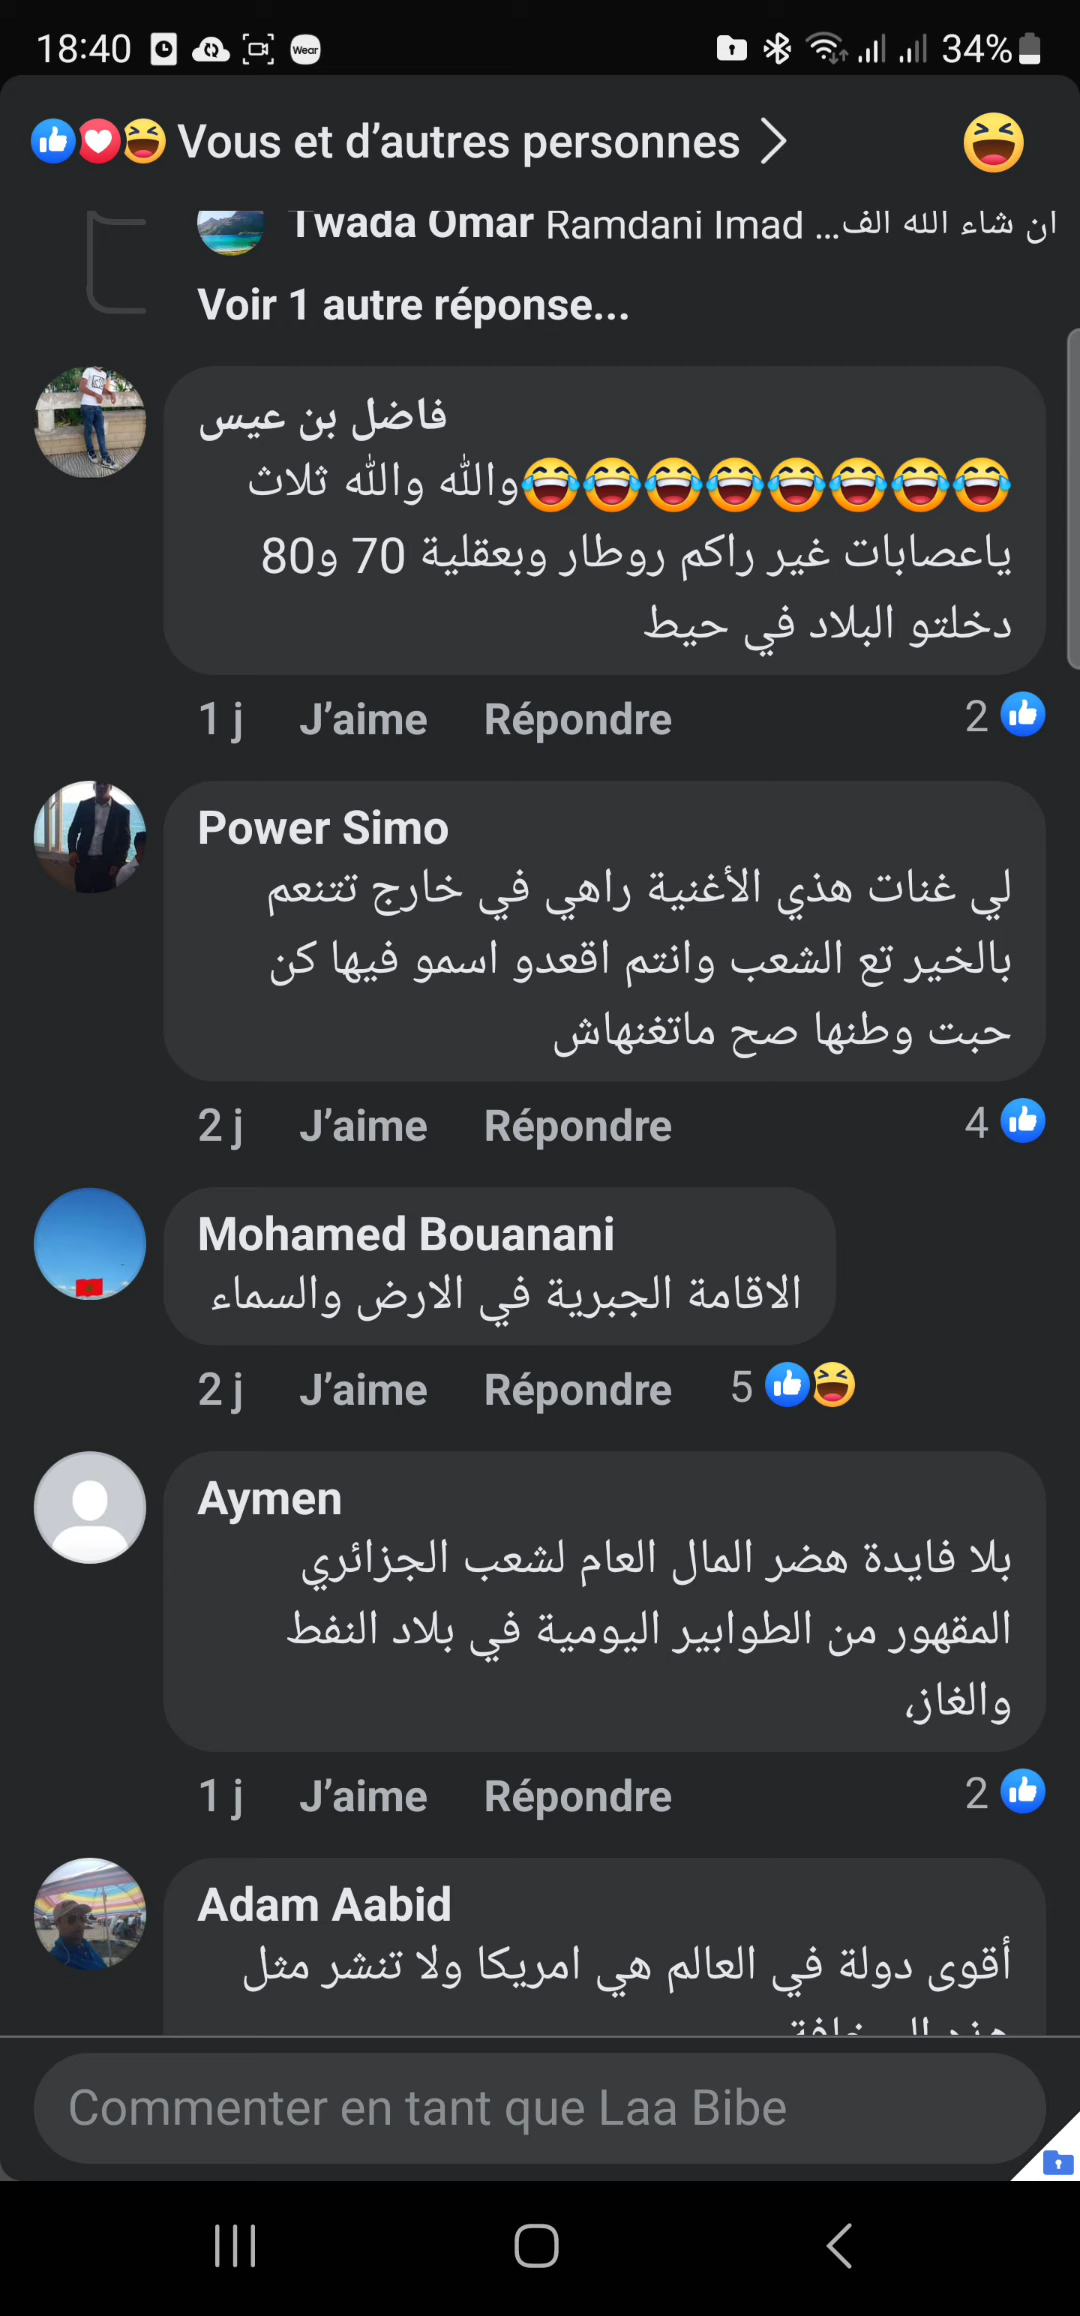 18:40 Wear 34%
Vous et d’autres personnes
Twada Omar Ramdani Imad ان شاء الله الف...
Voir 1 autre réponse...
فاضل بن عيس
😂😂😂😂😂😂😂😂والله والله ثلاث
ياعصابات غير راكم روطار وبعقلية 70 و80
دخلتو البلاد في حيط
1 j J’aime Répondre 2
Power Simo
لي غنات هذي الأغنية راهي في خارج تتنعم
بالخير تع الشعب وانتم اقعدو اسمو فيها كن
حبت وطنها صح ماتغنهاش
2 j J’aime Répondre 4
Mohamed Bouanani
الاقامة الجبرية في الارض والسماء
2 j J’aime Répondre 5
Aymen
بلا فايدة هضر المال العام لشعب الجزائري
المقهور من الطوابير اليومية في بلاد النفط
والغاز،
1 j J’aime Répondre 2
Adam Aabid
أقوى دولة في العالم هي امريكا ولا تنشر مثل
Commenter en tant que Laa Bibe